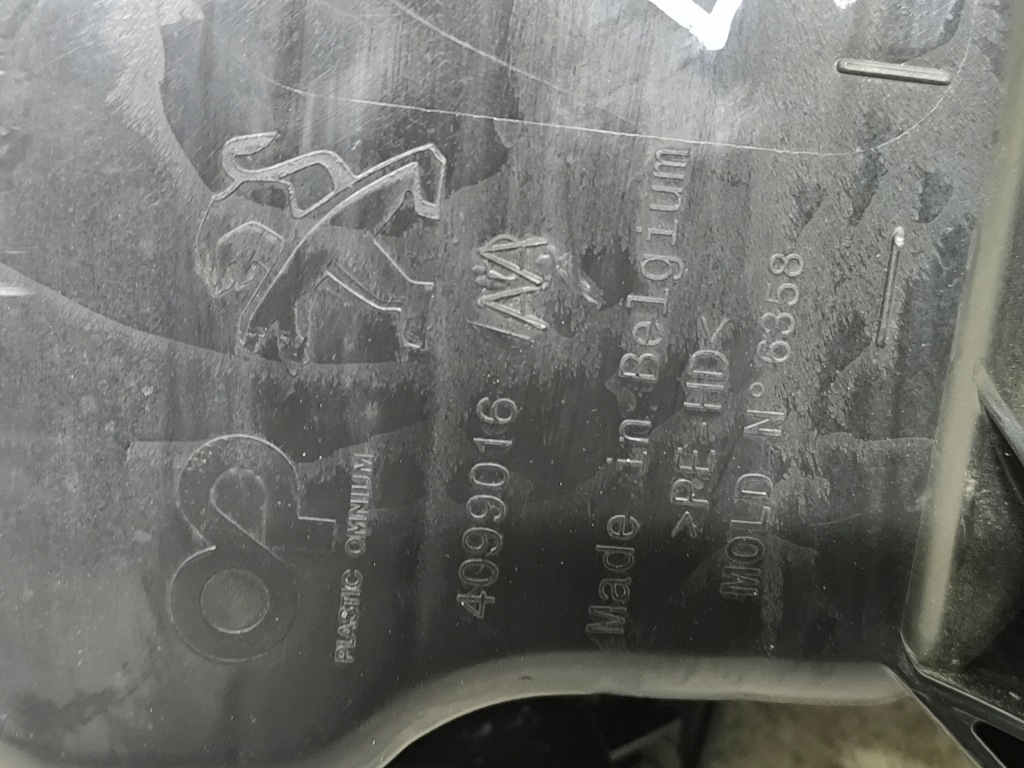 PLASTIC OMNIUM
4099016
Made in Belgium
>PE-HD<
MOLD N° 6358